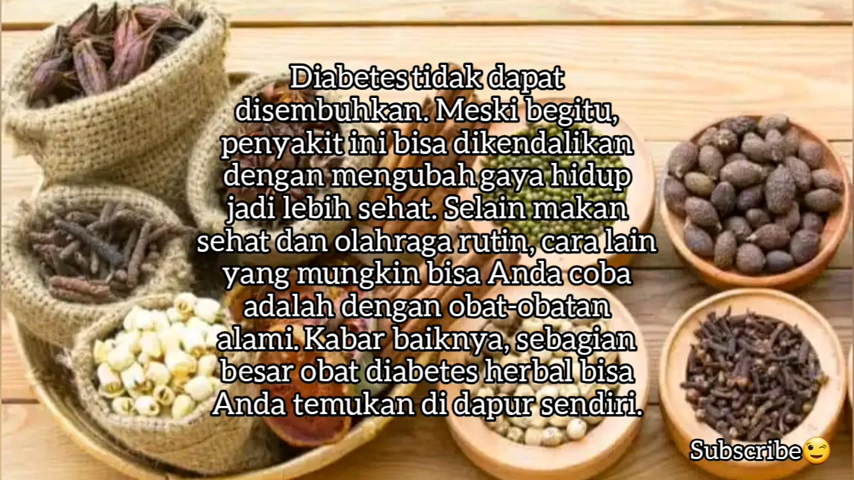 Diabetes tidak dapat
disembuhkan. Meski begitu,
penyakit ini bisa dikendalikan
dengan mengubah gaya hidup
jadi lebih sehat. Selain makan
sehat dan olahraga rutin, cara lain
yang mungkin bisa Anda coba
adalah dengan obat-obatan
alami. Kabar baiknya, sebagian
besar obat diabetes herbal bisa
Anda temukan di dapur sendiri.
Subscribe😉